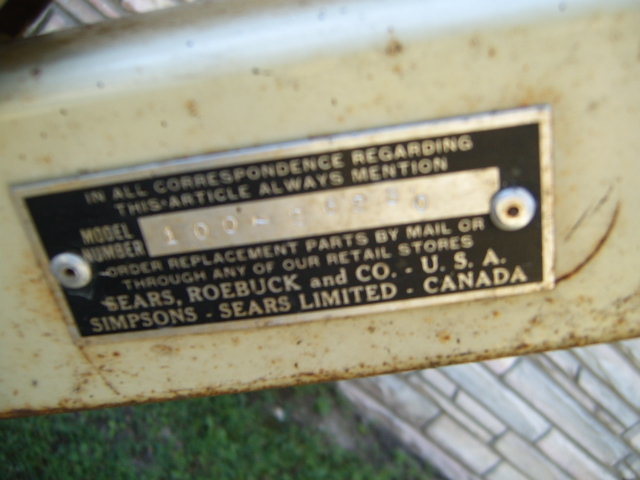 IN ALL CORRESPONDENCE REGARDING
THIS ARTICLE ALWAYS MENTION
MODEL
NUMBER
ORDER REPLACEMENT PARTS BY MAIL OR
THROUGH ANY OF OUR RETAIL STORES
SEARS, ROEBUCK and CO. - U. S. A.
SIMPSONS - SEARS LIMITED - CANADA